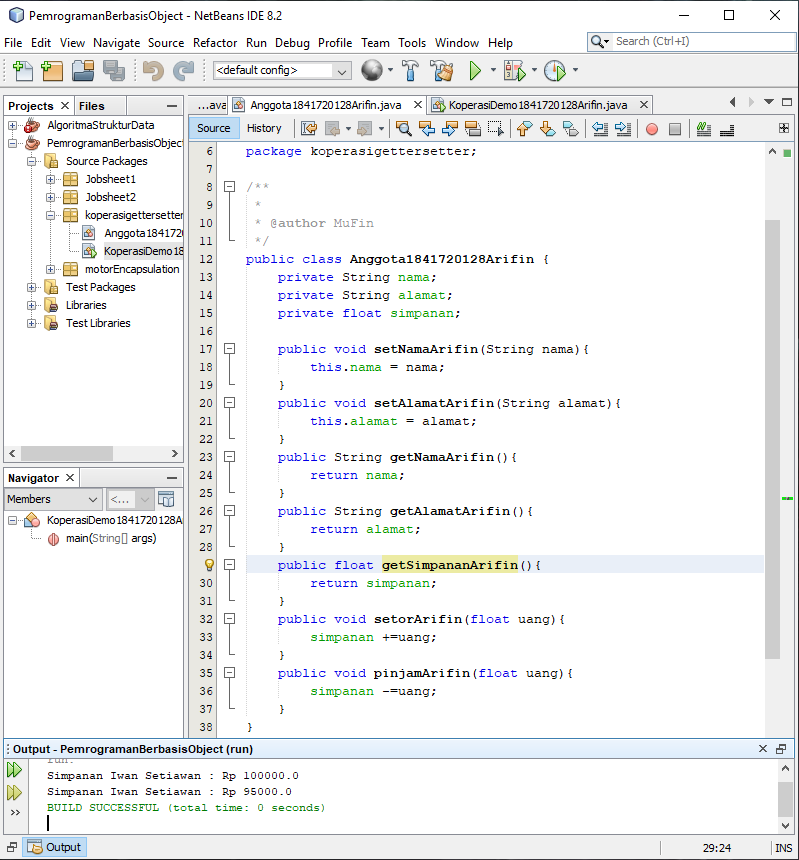 PemrogramanBerbasisObject - NetBeans IDE 8.2
File Edit View Navigate Source Refactor Run Debug Profile Team Tools Window Help
Search (Ctrl+I)
<default config>
Projects Files
...ava Anggota1841720128Arifin.java KoperasiDemo1841720128Arifin.java
Source History
AlgoritmaStrukturData
PemrogramanBerbasisObject
Source Packages
Jobsheet1
Jobsheet2
koperasigettersetter
Anggota184172
KoperasiDemo18
motorEncapsulation
Test Packages
Libraries
Test Libraries
Navigator
Members <...
KoperasiDemo1841720128A
main(String[] args)
6 package koperasigettersetter;
7
8 /**
9 *
10 * @author MuFin
11 */
12 public class Anggota1841720128Arifin {
13 private String nama;
14 private String alamat;
15 private float simpanan;
16
17 public void setNamaArifin(String nama){
18 this.nama = nama;
19 }
20 public void setAlamatArifin(String alamat){
21 this.alamat = alamat;
22 }
23 public String getNamaArifin(){
24 return nama;
25 }
26 public String getAlamatArifin(){
27 return alamat;
28 }
public float getSimpananArifin(){
30 return simpanan;
31 }
32 public void setorArifin(float uang){
33 simpanan +=uang;
34 }
35 public void pinjamArifin(float uang){
36 simpanan -=uang;
37 }
38 }
Output - PemrogramanBerbasisObject (run)
run:
Simpanan Iwan Setiawan : Rp 100000.0
Simpanan Iwan Setiawan : Rp 95000.0
BUILD SUCCESSFUL (total time: 0 seconds)
Output
29:24 INS